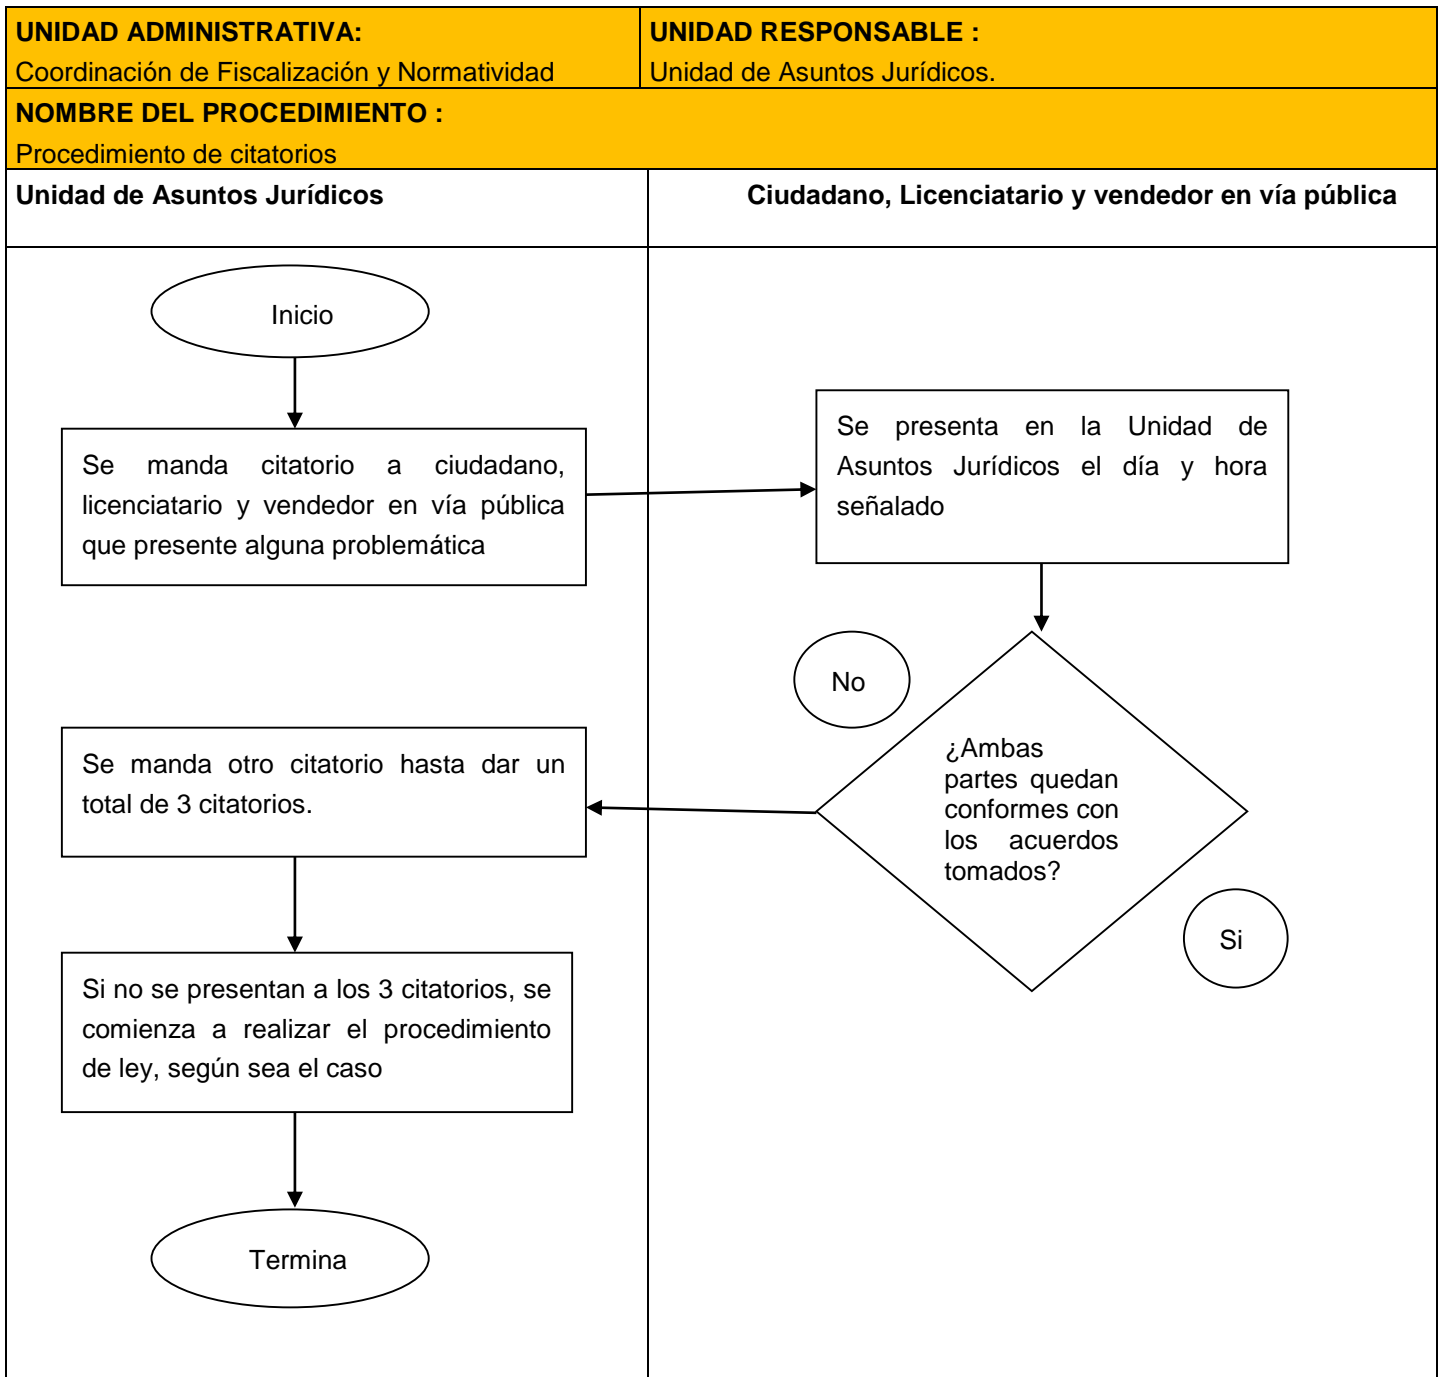 UNIDAD ADMINISTRATIVA:
Coordinación de Fiscalización y Normatividad
UNIDAD RESPONSABLE :
Unidad de Asuntos Jurídicos.
NOMBRE DEL PROCEDIMIENTO :
Procedimiento de citatorios
Unidad de Asuntos Jurídicos
Ciudadano, Licenciatario y vendedor en vía pública
Inicio
Se manda citatorio a ciudadano,
licenciatario y vendedor en vía pública
que presente alguna problemática
Se presenta en la Unidad de
Asuntos Jurídicos el día y hora
señalado
No
¿Ambas
partes quedan
conformes con
los acuerdos
tomados?
Si
Se manda otro citatorio hasta dar un
total de 3 citatorios.
Si no se presentan a los 3 citatorios, se
comienza a realizar el procedimiento
de ley, según sea el caso
Termina